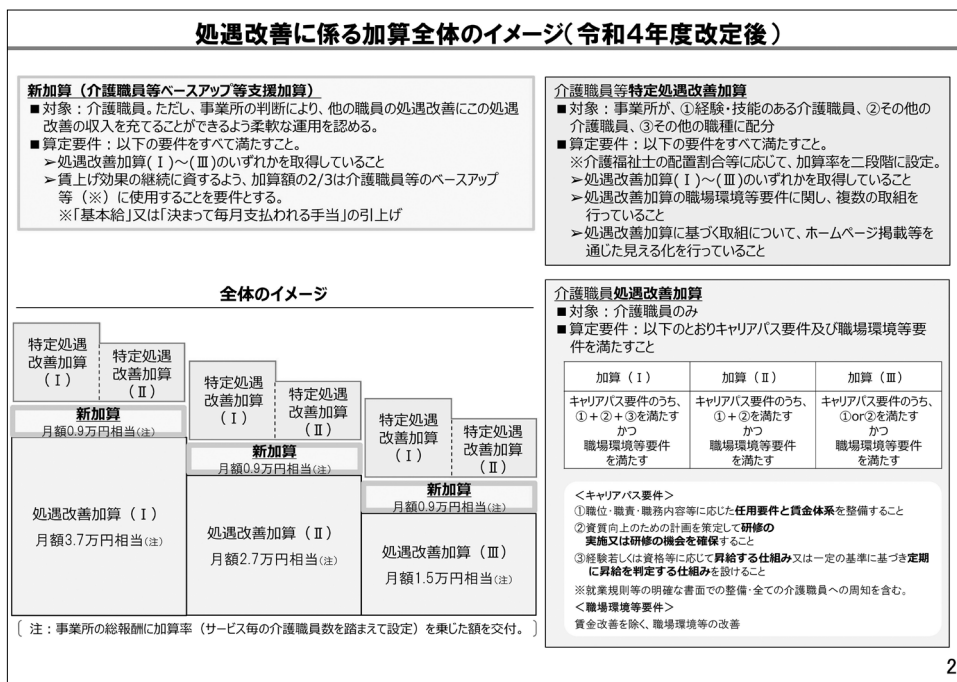 処遇改善に係る加算全体のイメージ(令和4年度改定後)
新加算（介護職員等ベースアップ等支援加算）
■対象：介護職員。ただし、事業所の判断により、他の職員の処遇改善にこの処遇
改善の収入を充てることができるよう柔軟な運用を認める。
■算定要件：以下の要件をすべて満たすこと。
➢処遇改善加算(Ⅰ)～(Ⅲ)のいずれかを取得していること
➢賃上げ効果の継続に資するよう、加算額の2/3は介護職員等のベースアップ
等（※）に使用することを要件とする。
※「基本給」又は「決まって毎月支払われる手当」の引上げ
介護職員等特定処遇改善加算
■対象：事業所が、①経験・技能のある介護職員、②その他の
介護職員、③その他の職種に配分
■算定要件：以下の要件をすべて満たすこと。
※介護福祉士の配置割合等に応じて、加算率を二段階に設定。
➢処遇改善加算(Ⅰ)～(Ⅲ)のいずれかを取得していること
➢処遇改善加算の職場環境等要件に関し、複数の取組を
行っていること
➢処遇改善加算に基づく取組について、ホームページ掲載等を
通じた見える化を行っていること
全体のイメージ
特定処遇
改善加算
(Ⅰ)
特定処遇
改善加算
(Ⅱ)
新加算
月額0.9万円相当(注)
処遇改善加算（Ⅰ）
月額3.7万円相当(注)
特定処遇
改善加算
(Ⅰ)
特定処遇
改善加算
(Ⅱ)
新加算
月額0.9万円相当(注)
処遇改善加算（Ⅱ）
月額2.7万円相当(注)
特定処遇
改善加算
(Ⅰ)
特定処遇
改善加算
(Ⅱ)
新加算
月額0.9万円相当(注)
処遇改善加算（Ⅲ）
月額1.5万円相当(注)
〔 注：事業所の総報酬に加算率（サービス毎の介護職員数を踏まえて設定）を乗じた額を交付。 〕
介護職員処遇改善加算
■対象：介護職員のみ
■算定要件：以下のとおりキャリアパス要件及び職場環境等要
件を満たすこと
加算（Ⅰ）
キャリアパス要件のうち、
①＋②＋③を満たす
かつ
職場環境等要件
を満たす
加算（Ⅱ）
キャリアパス要件のうち、
①＋②を満たす
かつ
職場環境等要件
を満たす
加算（Ⅲ）
キャリアパス要件のうち、
①or②を満たす
かつ
職場環境等要件
を満たす
＜キャリアパス要件＞
①職位・職責・職務内容等に応じた任用要件と賃金体系を整備すること
②資質向上のための計画を策定して研修の
実施又は研修の機会を確保すること
③経験若しくは資格等に応じて昇給する仕組み又は一定の基準に基づき定期
に昇給を判定する仕組みを設けること
※就業規則等の明確な書面での整備・全ての介護職員への周知を含む。
＜職場環境等要件＞
賃金改善を除く、職場環境等の改善
2